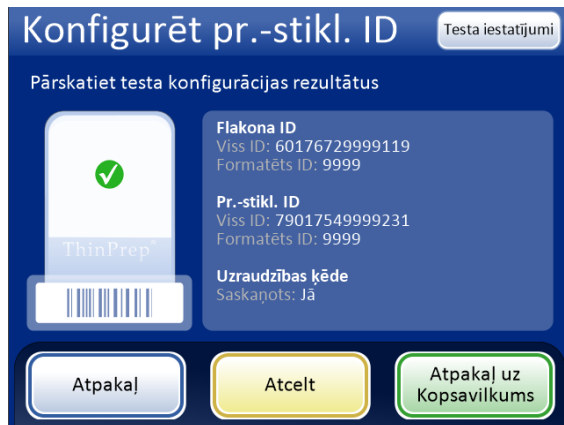 Konfigurēt pr.-stikl. ID
Testa iestatījumi
Pārskatiet testa konfigurācijas rezultātus
Flakona ID
Viss ID: 60176729999119
Formatēts ID: 9999
Pr.-stikl. ID
Viss ID: 79017549999231
Formatēts ID: 9999
Uzraudzības ķēde
Saskaņots: Jā
ThinPrep®
Atpakaļ
Atcelt
Atpakaļ uz
Kopsavilkums